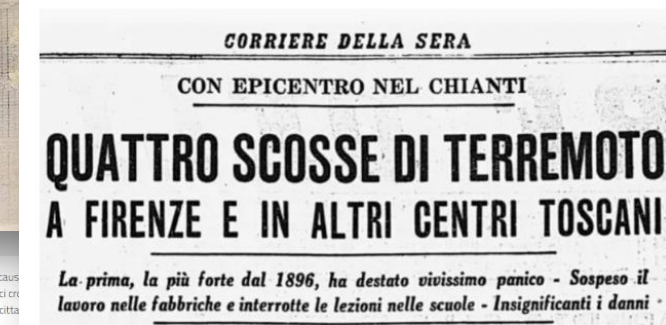 CORRIERE DELLA SERA
CON EPICENTRO NEL CHIANTI
QUATTRO SCOSSE DI TERREMOTO
A FIRENZE E IN ALTRI CENTRI TOSCANI
La prima, la più forte dal 1896, ha destato vivissimo panico - Sospeso il
lavoro nelle fabbriche e interrotte le lezioni nelle scuole - Insignificanti i danni